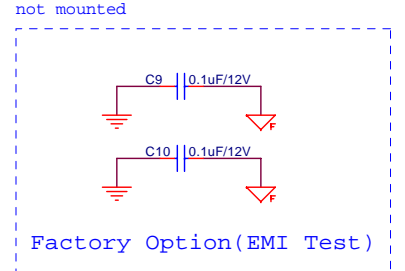 not mounted
C9 0.1uF/12V
F
C10 0.1uF/12V
F
Factory Option(EMI Test)